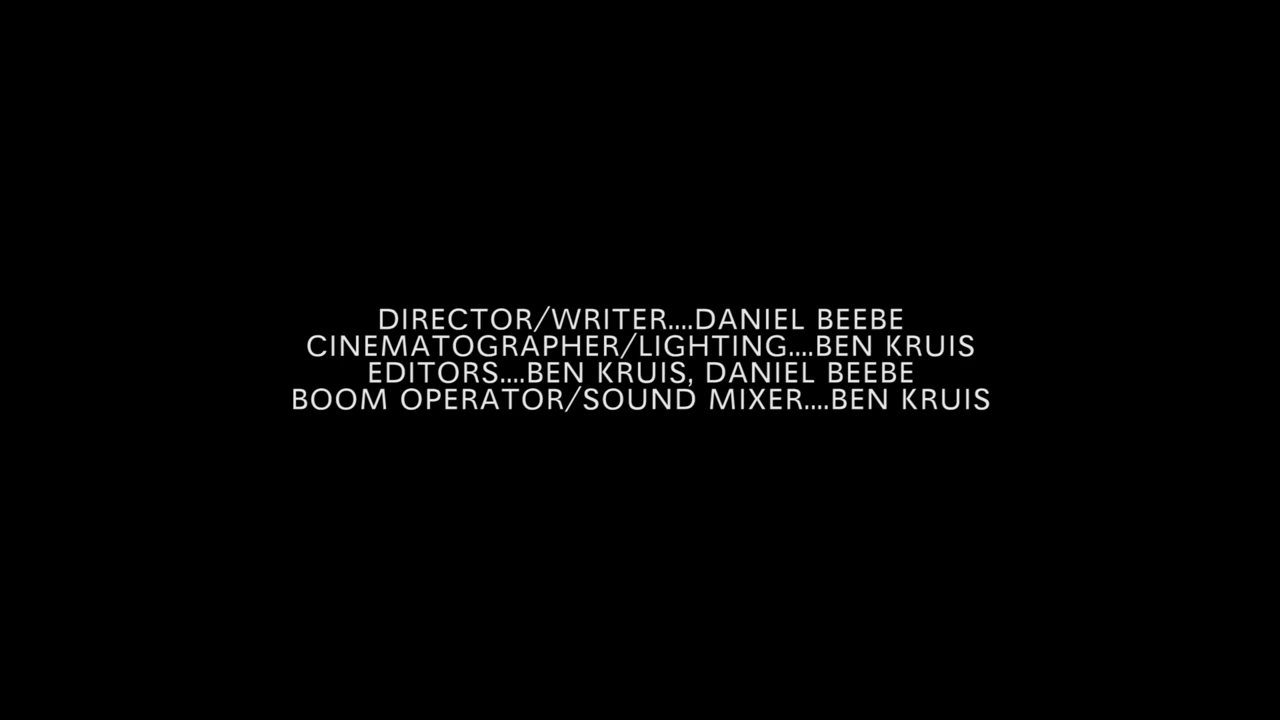 DIRECTOR/WRITER....DANIEL BEEBE
CINEMATOGRAPHER/LIGHTING....BEN KRUIS
EDITORS....BEN KRUIS, DANIEL BEEBE
BOOM OPERATOR/SOUND MIXER....BEN KRUIS